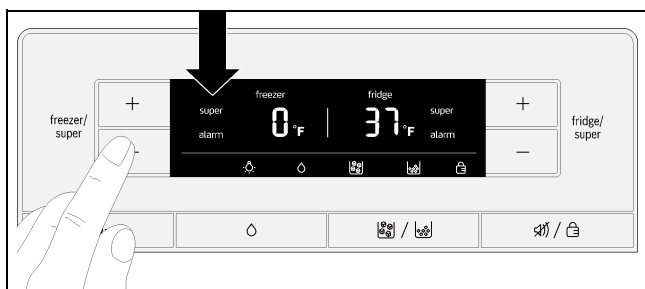 freezer/
super
+
−
super
alarm
freezer
0 °F
fridge
37 °F
super
alarm
+
−
fridge/
super
/
/